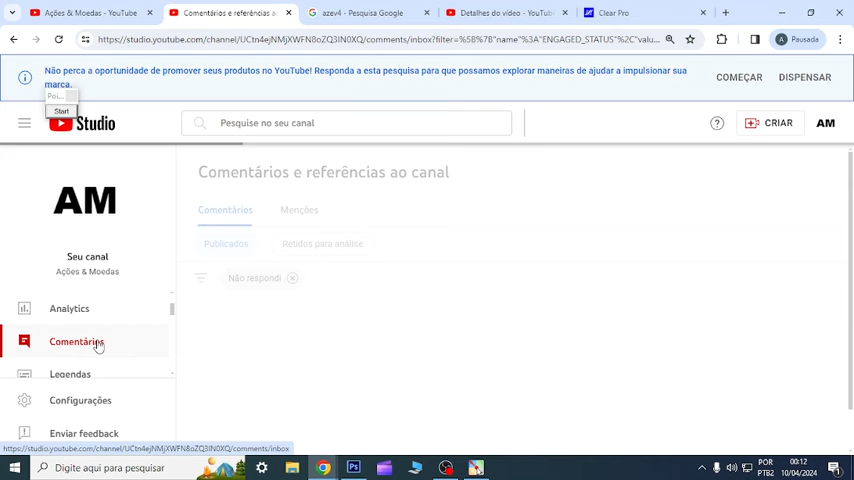 Ações & Moedas - YouTube
Comentários e referências ao c
azev4 - Pesquisa Google
Detalhes do vídeo - YouTube
Clear Pro
https://studio.youtube.com/channel/UCtn4ejNMjXWFN8oZQ3IN0XQ/comments/inbox?filter=%5B%7B"name"%3A"ENGAGED_STATUS"%2C"valu...
A
Pausada
Não perca a oportunidade de promover seus produtos no YouTube! Responda a esta pesquisa para que possamos explorar maneiras de ajudar a impulsionar sua
marca.
COMEÇAR
DISPENSAR
Poi...
Start
Studio
Pesquise no seu canal
CRIAR
AM
AM
Seu canal
Ações & Moedas
Analytics
Comentários
Legendas
Configurações
Enviar feedback
Comentários e referências ao canal
Comentários
Menções
Publicados
Retidos para análise
Não respondi
https://studio.youtube.com/channel/UCtn4ejNMjXWFN8oZQ3IN0XQ/comments/inbox
Digite aqui para pesquisar
Ps
POR
PTB2
00:12
10/04/2024
1